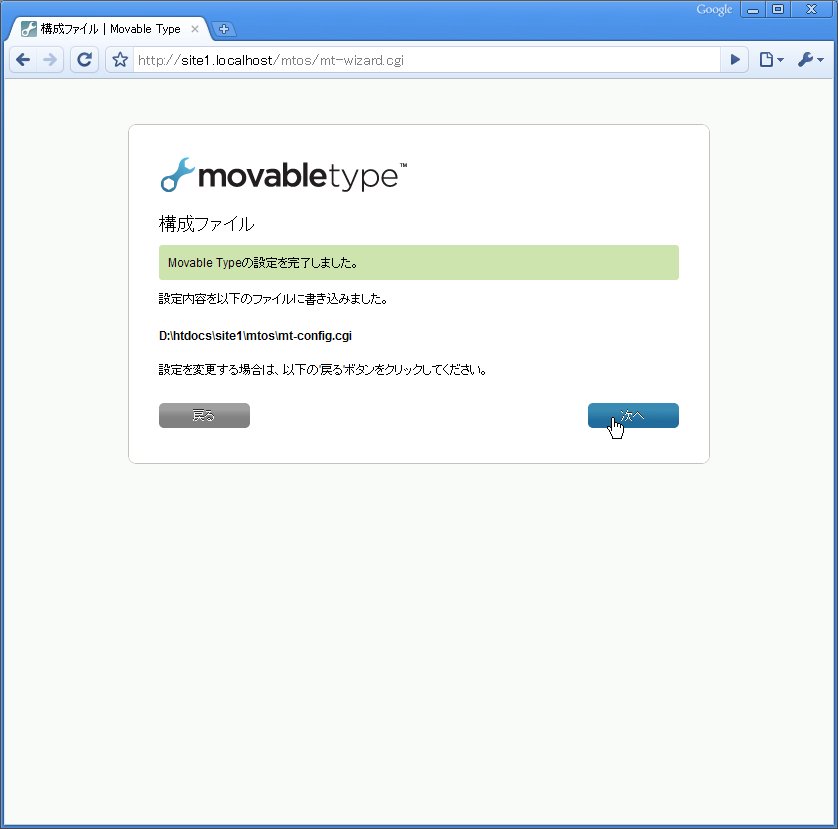 Google
構成ファイル | Movable Type
http://site1.localhost/mtos/mt-wizard.cgi
movabletype™
構成ファイル
Movable Typeの設定を完了しました。
設定内容を以下のファイルに書き込みました。
D:\htdocs\site1\mtos\mt-config.cgi
設定を変更する場合は、以下の戻るボタンをクリックしてください。
戻る
次へ